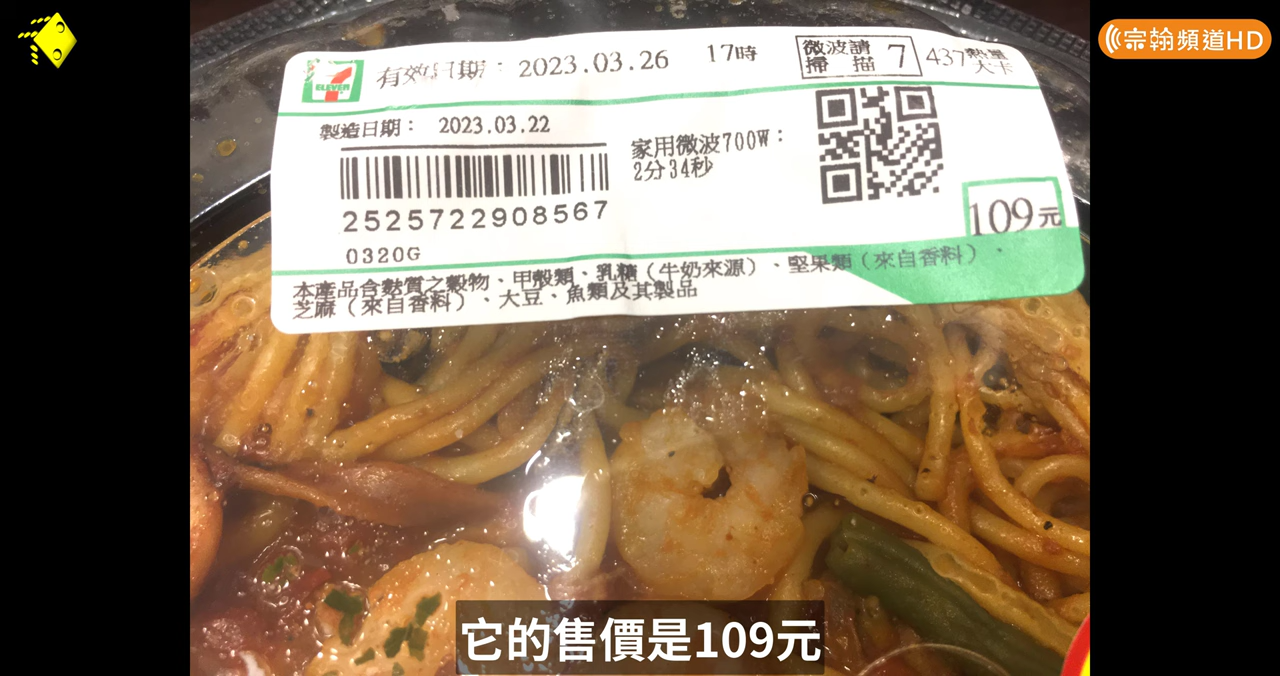 宗翰頻道HD
ELEVEn
有效日期： 2023.03.26 17時
微波請掃描 7
437熱量大卡
製造日期： 2023.03.22
家用微波700W：
2分34秒
2525722908567
0320G
109元
本產品含麩質之穀物、甲殼類、乳糖（牛奶來源）、堅果類（來自香料）、
芝麻（來自香料）、大豆、魚類及其製品
它的售價是109元